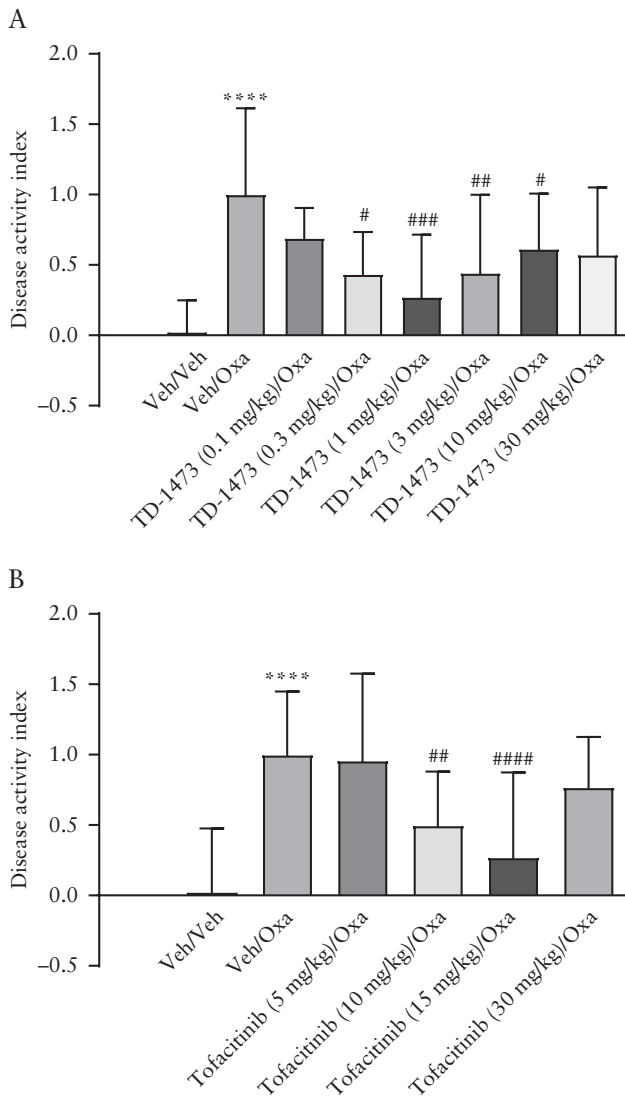 A
2.0
****
1.5
###
##
#
#
1.0
0.5
0.0
–0.5
Disease activity index
Veh/Veh
Veh/Oxa
TD-1473 (0.1 mg/kg)/Oxa
TD-1473 (0.3 mg/kg)/Oxa
TD-1473 (1 mg/kg)/Oxa
TD-1473 (3 mg/kg)/Oxa
TD-1473 (10 mg/kg)/Oxa
TD-1473 (30 mg/kg)/Oxa
B
2.0
****
1.5
##
####
1.0
0.5
0.0
–0.5
Disease activity index
Veh/Veh
Veh/Oxa
Tofacitinib (5 mg/kg)/Oxa
Tofacitinib (10 mg/kg)/Oxa
Tofacitinib (15 mg/kg)/Oxa
Tofacitinib (30 mg/kg)/Oxa